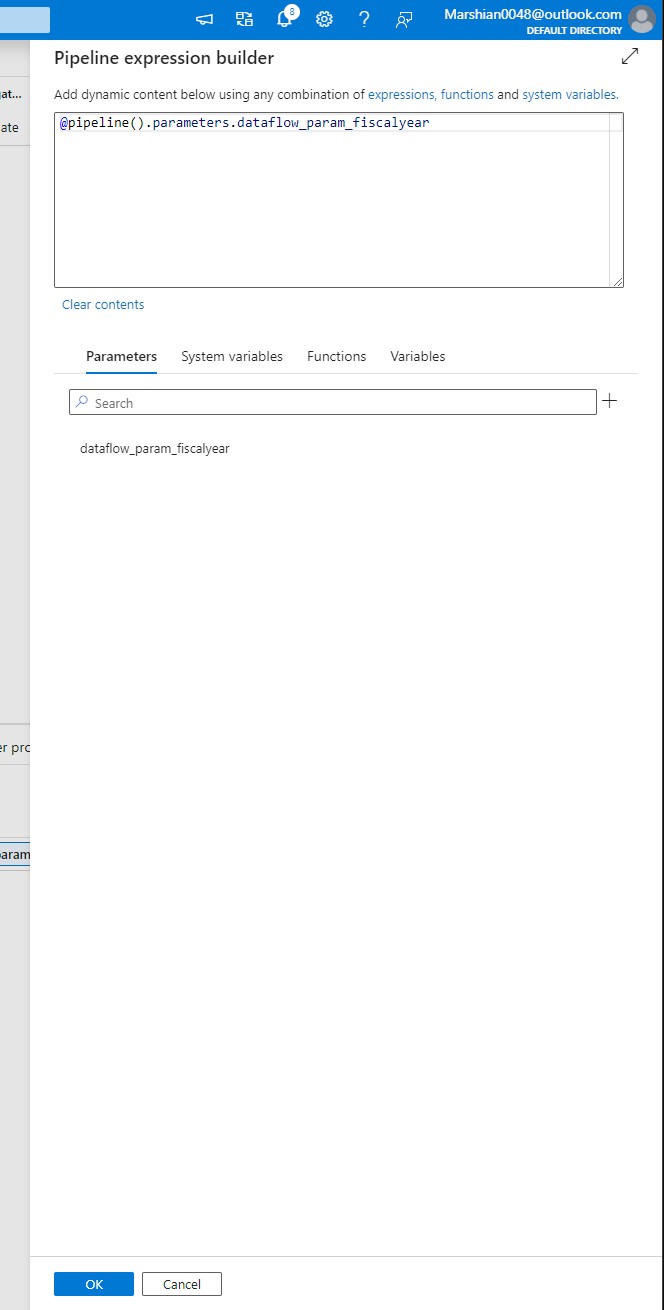 8
Marshian0048@outlook.com
DEFAULT DIRECTORY
Pipeline expression builder
at...
ate
Add dynamic content below using any combination of expressions, functions and system variables.
@pipeline().parameters.dataflow_param_fiscalyear
Clear contents
Parameters System variables Functions Variables
Search
dataflow_param_fiscalyear
er pro
aram
OK Cancel